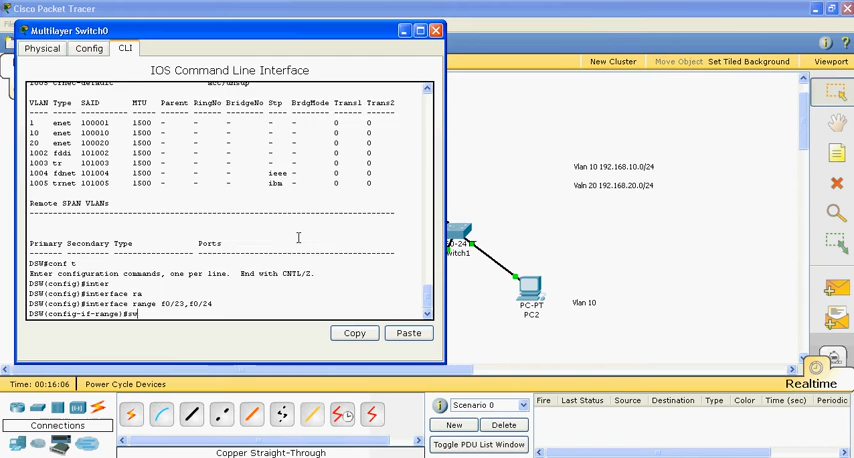 Cisco Packet Tracer
Multilayer Switch0
Physical Config CLI
IOS Command Line Interface
VLAN Type SAID MTU Parent RingNo BridgeNo Stp BrdgMode Trans1 Trans2
1 enet 100001 1500 - - - - - 0 0
10 enet 100010 1500 - - - - - 0 0
20 enet 100020 1500 - - - - - 0 0
1002 fddi 101002 1500 - - - - - 0 0
1003 tr 101003 1500 - - - - - 0 0
1004 fdnet 101004 1500 - - - ieee - 0 0
1005 trnet 101005 1500 - - - ibm - 0 0
Remote SPAN VLANs
Primary Secondary Type Ports
DSW#conf t
Enter configuration commands, one per line. End with CNTL/Z.
DSW(config)#inter
DSW(config)#interface ra
DSW(config)#interface range f0/23,f0/24
DSW(config-if-range)#sw
Copy Paste
New Cluster Move Object Set Tiled Background Viewport
Vlan 10 192.168.10.0/24
Valn 20 192.168.20.0/24
witch1
PC-PT
PC2
Vlan 10
Time: 00:16:06 Power Cycle Devices
Realtime
Connections
Copper Straight-Through
Scenario 0
New Delete
Toggle PDU List Window
Fire Last Status Source Destination Type Color Time (sec) Periodic